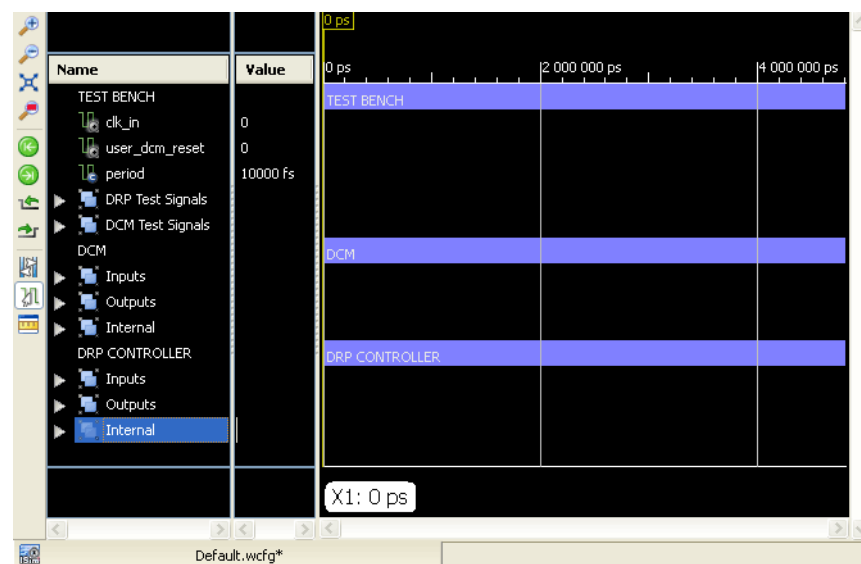 0 ps
Name Value 0 ps 2 000 000 ps 4 000 000 ps
TEST BENCH TEST BENCH
clk_in 0
user_dcm_reset 0
period 10000 fs
DRP Test Signals
DCM Test Signals
DCM DCM
Inputs
Outputs
Internal
DRP CONTROLLER DRP CONTROLLER
Inputs
Outputs
Internal
X1: 0 ps
ISim Default.wcfg*